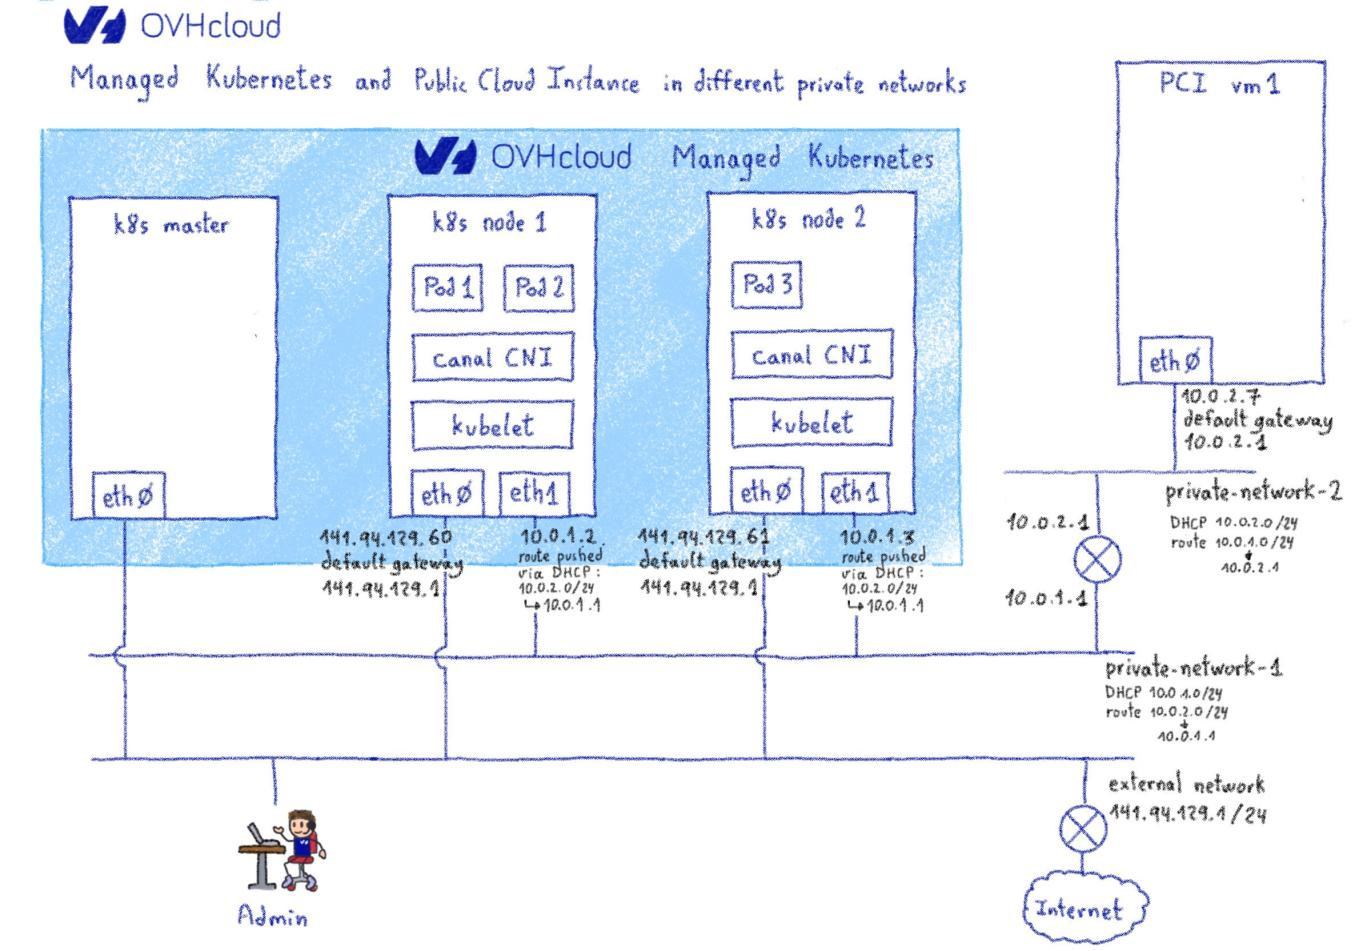 OVHcloud
Managed Kubernetes and Public Cloud Instance in different private networks
OVHcloud Managed Kubernetes
k8s master
eth0
k8s node 1
Pod 1
Pod 2
canal CNI
kubelet
eth0
eth1
141.94.129.60
default gateway
141.94.129.1
10.0.1.2
route pushed
via DHCP:
10.0.2.0/24
↳10.0.1.1
k8s node 2
Pod 3
canal CNI
kubelet
eth0
eth1
141.94.129.61
default gateway
141.94.129.1
10.0.1.3
route pushed
via DHCP:
10.0.2.0/24
↳10.0.1.1
PCI vm1
eth0
10.0.2.7
default gateway
10.0.2.1
private-network-2
DHCP 10.0.2.0/24
route 10.0.1.0/24
↓
10.0.2.1
10.0.2.1
10.0.1.1
private-network-1
DHCP 10.0.1.0/24
route 10.0.2.0/24
↓
10.0.1.1
external network
141.94.129.1/24
Internet
Admin